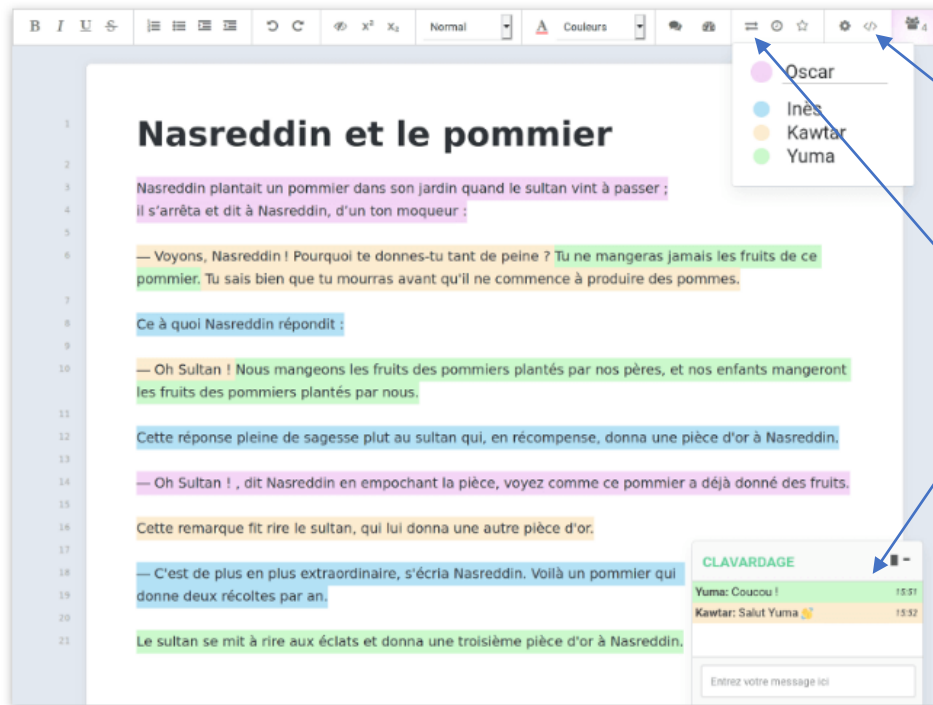 B I U S x² x₂ Normal A Couleurs 4
Oscar
Inès
Kawtar
Yuma
1
Nasreddin et le pommier
2
3
Nasreddin plantait un pommier dans son jardin quand le sultan vint à passer ;
4
il s’arrêta et dit à Nasreddin, d’un ton moqueur :
5
6
— Voyons, Nasreddin ! Pourquoi te donnes-tu tant de peine ? Tu ne mangeras jamais les fruits de ce
pommier. Tu sais bien que tu mourras avant qu'il ne commence à produire des pommes.
7
8
Ce à quoi Nasreddin répondit :
9
10
— Oh Sultan ! Nous mangeons les fruits des pommiers plantés par nos pères, et nos enfants mangeront
les fruits des pommiers plantés par nous.
11
12
Cette réponse pleine de sagesse plut au sultan qui, en récompense, donna une pièce d'or à Nasreddin.
13
14
— Oh Sultan ! , dit Nasreddin en empochant la pièce, voyez comme ce pommier a déjà donné des fruits.
15
16
Cette remarque fit rire le sultan, qui lui donna une autre pièce d'or.
17
18
— C'est de plus en plus extraordinaire, s'écria Nasreddin. Voilà un pommier qui
19
donne deux récoltes par an.
20
21
Le sultan se mit à rire aux éclats et donna une troisième pièce d'or à Nasreddin.
CLAVARDAGE
Yuma: Coucou ! 15:51
Kawtar: Salut Yuma 👋 15:52
Entrez votre message ici